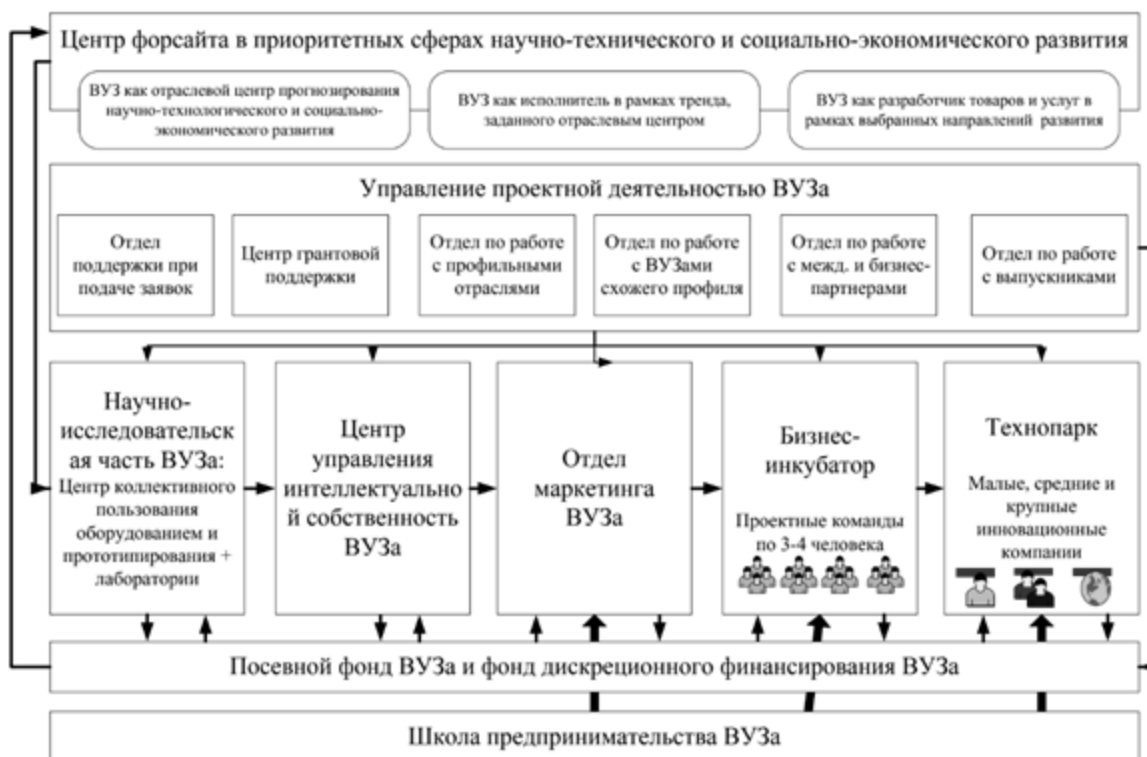 Центр форсайта в приоритетных сферах научно-технического и социально-экономического развития
ВУЗ как отраслевой центр прогнозирования
научно-технологического и социально-
экономического развития
ВУЗ как исполнитель в рамках тренда,
заданного отраслевым центром
ВУЗ как разработчик товаров и услуг в
рамках выбранных направлений развития
Управление проектной деятельностью ВУЗа
Отдел
поддержки при
подаче заявок
Центр грантовой
поддержки
Отдел по работе
с профильными
отраслями
Отдел по работе
с ВУЗами
схожего профиля
Отдел по работе
с межд. и бизнес-
партнерами
Отдел по работе
с выпускниками
Научно-
исследовательск
ая часть ВУЗа:
Центр коллективного
пользования
оборудованием и
прототипирования +
лаборатории
Центр
управления
интеллектуально
й собственность
ВУЗа
Отдел
маркетинга
ВУЗа
Бизнес-
инкубатор
Проектные команды
по 3-4 человека
Технопарк
Малые, средние и
крупные
инновационные
компании
Посевной фонд ВУЗа и фонд дискреционного финансирования ВУЗа
Школа предпринимательства ВУЗа